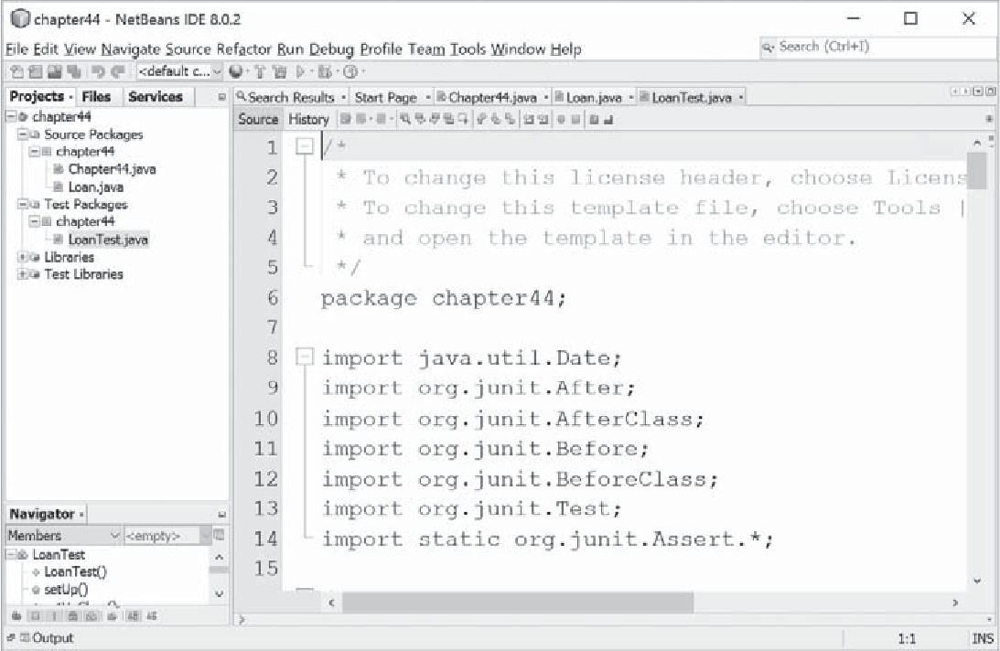 chapter44 - NetBeans IDE 8.0.2
File Edit View Navigate Source Refactor Run Debug Profile Team Tools Window Help
Search (Ctrl+I)
<default c...
Projects Files Services
Search Results Start Page Chapter44.java Loan.java LoanTest.java
chapter44
Source Packages
chapter44
Chapter44.java
Loan.java
Test Packages
chapter44
LoanTest.java
Libraries
Test Libraries
Source History
1 /*
2 * To change this license header, choose Licens
3 * To change this template file, choose Tools |
4 * and open the template in the editor.
5 */
6 package chapter44;
7
8 import java.util.Date;
9 import org.junit.After;
10 import org.junit.AfterClass;
11 import org.junit.Before;
12 import org.junit.BeforeClass;
13 import org.junit.Test;
14 import static org.junit.Assert.*;
15
Navigator
Members <empty>
LoanTest
LoanTest()
setUp()
Output
1:1 INS